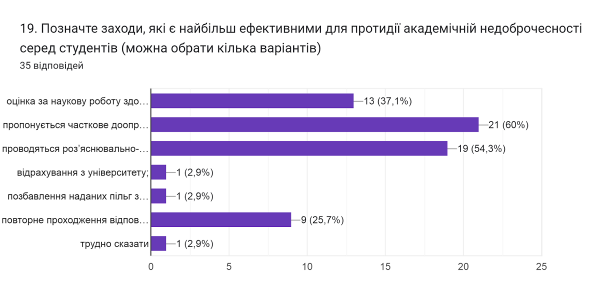 19. Позначте заходи, які є найбільш ефективними для протидії академічній недоброчесності
серед студентів (можна обрати кілька варіантів)
35 відповідей
оцінка за наукову роботу здо…
13 (37,1%)
пропонується часткове доопр…
21 (60%)
проводяться роз'яснювально-…
19 (54,3%)
відрахування з університету;
1 (2,9%)
позбавлення наданих пільг з…
1 (2,9%)
повторне проходження відпов…
9 (25,7%)
трудно сказати
1 (2,9%)
0 5 10 15 20 25